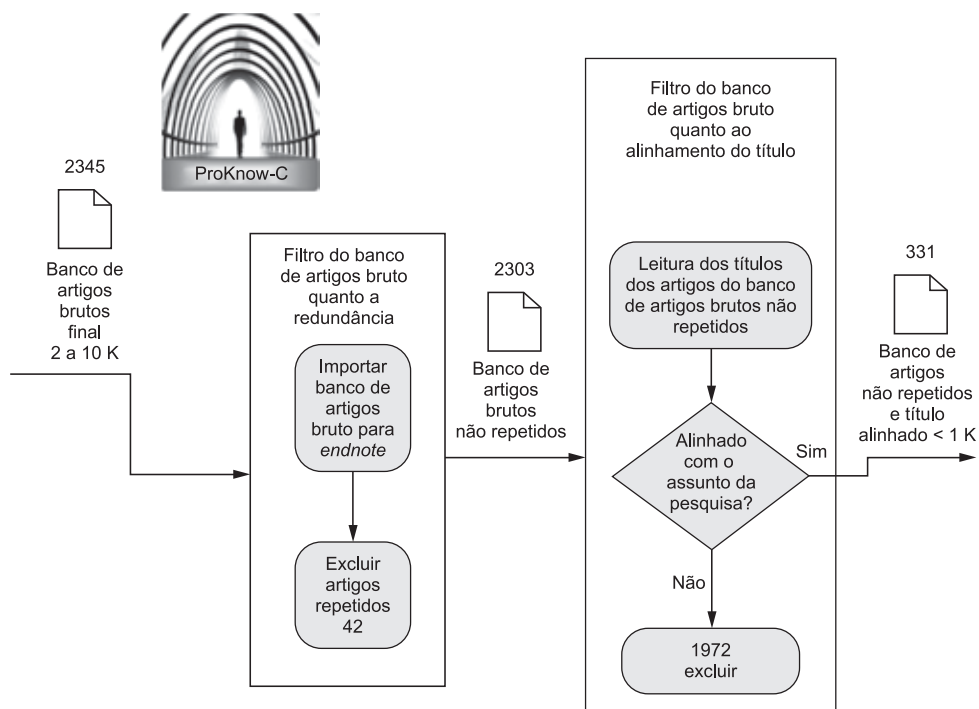 ProKnow-C
2345
Banco de
artigos
brutos
final
2 a 10 K
Filtro do banco
de artigos bruto
quanto a
redundância
Importar
banco de
artigos
bruto para
endnote
Excluir
artigos
repetidos
42
2303
Banco de
artigos
brutos
não repetidos
Filtro do banco
de artigos bruto
quanto ao
alinhamento do
título
Leitura dos títulos
dos artigos do banco
de artigos brutos não
repetidos
Alinhado
com o
assunto da
pesquisa?
Sim
Não
1972
excluir
331
Banco de
artigos
não repetidos
e título
alinhado < 1 K